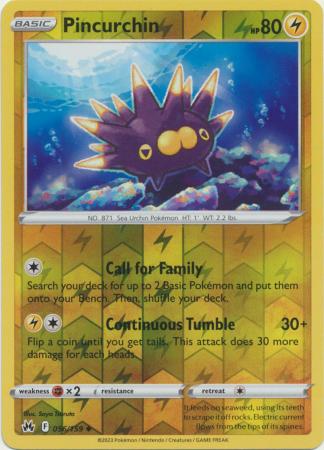 BASIC Pincurchin HP 80
NO. 871 Sea Urchin Pokémon HT: 1' WT: 2.2 lbs.
Call for Family
Search your deck for up to 2 Basic Pokémon and put
them onto your Bench. Then, shuffle your deck.
Continuous Tumble 30+
Flip a coin until you get tails. This attack does 30 more
damage for each heads.
weakness ×2 resistance retreat
Illus. Saya Tsuruta
F 056/159
It feeds on seaweed, using its teeth
to scrape it off rocks. Electric current
flows from the tips of its spines.
©2023 Pokémon / Nintendo / Creatures / GAME FREAK